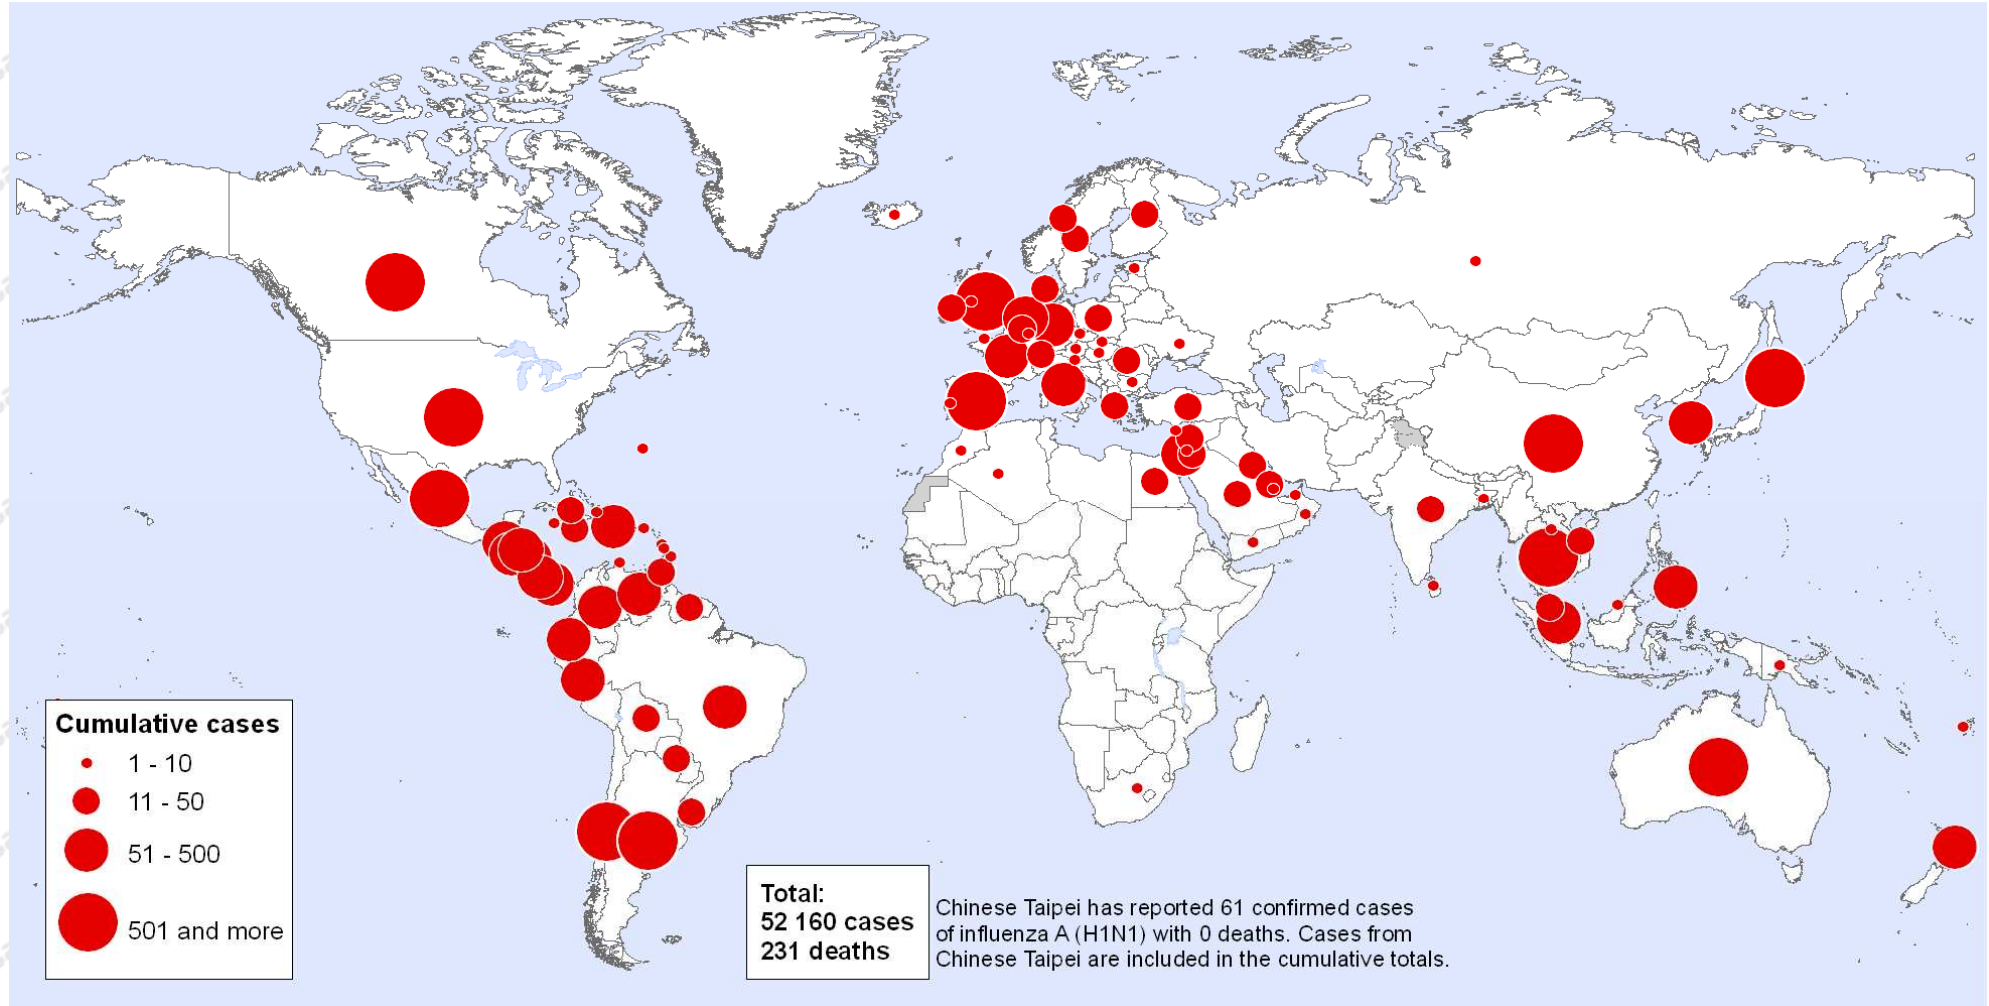 Cumulative cases
1 - 10
11 - 50
51 - 500
501 and more
Total:
52 160 cases
231 deaths
Chinese Taipei has reported 61 confirmed cases
of influenza A (H1N1) with 0 deaths. Cases from
Chinese Taipei are included in the cumulative totals.